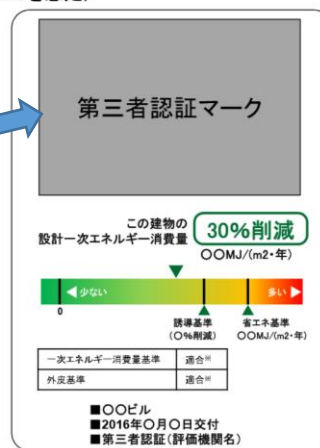 第三者認証マーク
この建物の
設計一次エネルギー消費量
30%削減
〇〇MJ/(m2・年)
◀少ない
多い▶
0
誘導基準
(〇%削減)
省エネ基準
〇〇MJ/(m2・年)
一次エネルギー消費量基準 適合※
外皮基準 適合※
■〇〇ビル
■2016年〇月〇日交付
■第三者認証(評価機関名)